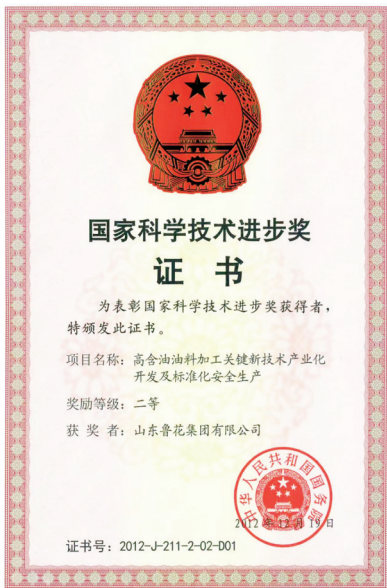 国家科学技术进步奖
证书
为表彰国家科学技术进步奖获得者，
特颁发此证书。
项目名称：高含油油料加工关键新技术产业化
开发及标准化安全生产
奖励等级：二等
获 奖 者：山东鲁花集团有限公司
中华人民共和国国务院
2012年12月19日
证书号：2012-J-211-2-02-D01